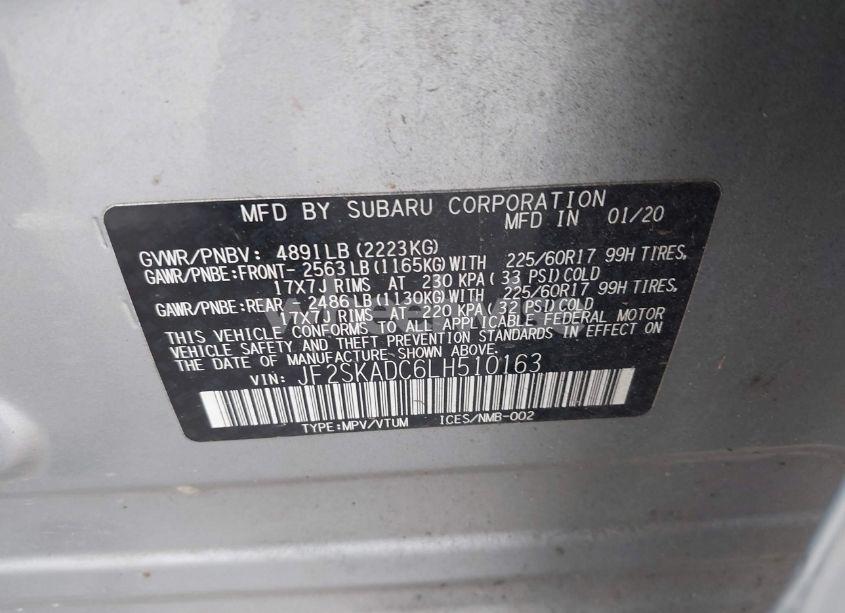 MFD BY SUBARU CORPORATION
MFD IN 01/20
GVWR/PNBV: 4891LB (2223KG)
GAWR/PNBE:FRONT- 2563LB (1165KG) WITH 225/60R17 99H TIRES,
17X7J RIMS AT 230 KPA (33 PSI) COLD
GAWR/PNBE:REAR - 2486LB (1130KG) WITH 225/60R17 99H TIRES,
17X7J RIMS AT 220 KPA (32 PSI) COLD
THIS VEHICLE CONFORMS TO ALL APPLICABLE FEDERAL MOTOR
VEHICLE SAFETY AND THEFT PREVENTION STANDARDS IN EFFECT ON
THE DATE OF MANUFACTURE SHOWN ABOVE.
VIN: JF2SKADC6LH510163
TYPE:MPV/VTUM ICES/NMB-002